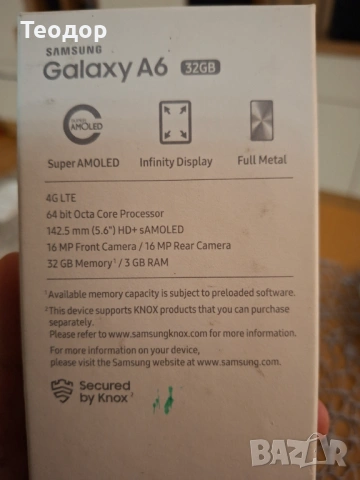 Теодор
SAMSUNG
Galaxy A6 32GB
SUPER
AMOLED
Super AMOLED Infinity Display Full Metal
4G LTE
64 bit Octa Core Processor
142.5 mm (5.6") HD+ sAMOLED
16 MP Front Camera / 16 MP Rear Camera
32 GB Memory¹ / 3 GB RAM
¹Available memory capacity is subject to preloaded software.
²This device supports KNOX products that you can purchase
separately.
Please refer to www.samsungknox.com for more information.
For more information on your device,
please visit the Samsung website at www.samsung.com.
Secured
by Knox²
BAZAR